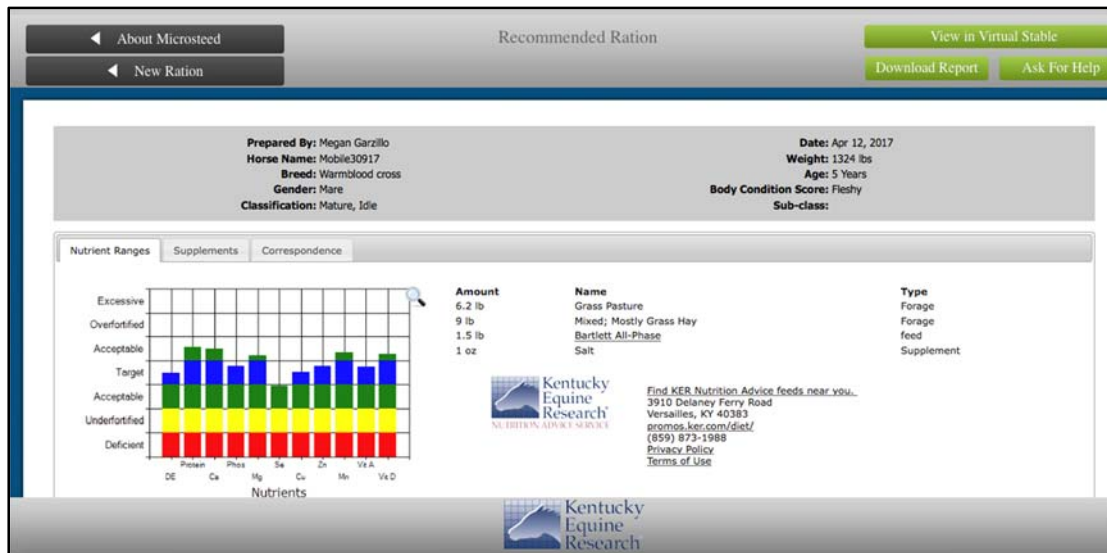 About Microsteed
Recommended Ration
View in Virtual Stable
New Ration
Download Report
Ask For Help
Prepared By: Megan Garzillo
Horse Name: Mobile30917
Breed: Warmblood cross
Gender: Mare
Classification: Mature, Idle
Date: Apr 12, 2017
Weight: 1324 lbs
Age: 5 Years
Body Condition Score: Fleshy
Sub-class:
Nutrient Ranges
Supplements
Correspondence
Excessive
Overfortified
Acceptable
Target
Acceptable
Underfortified
Deficient
Protein Phos Se Zn Vit A
DE Ca Mg Cu Mn Vit D
Nutrients
Amount Name Type
6.2 lb Grass Pasture Forage
9 lb Mixed; Mostly Grass Hay Forage
1.5 lb Bartlett All-Phase feed
1 oz Salt Supplement
Kentucky
Equine
Research®
NUTRITION ADVICE SERVICE
Find KER Nutrition Advice feeds near you.
3910 Delaney Ferry Road
Versailles, KY 40383
promos.ker.com/diet/
(859) 873-1988
Privacy Policy
Terms of Use
Kentucky
Equine
Research